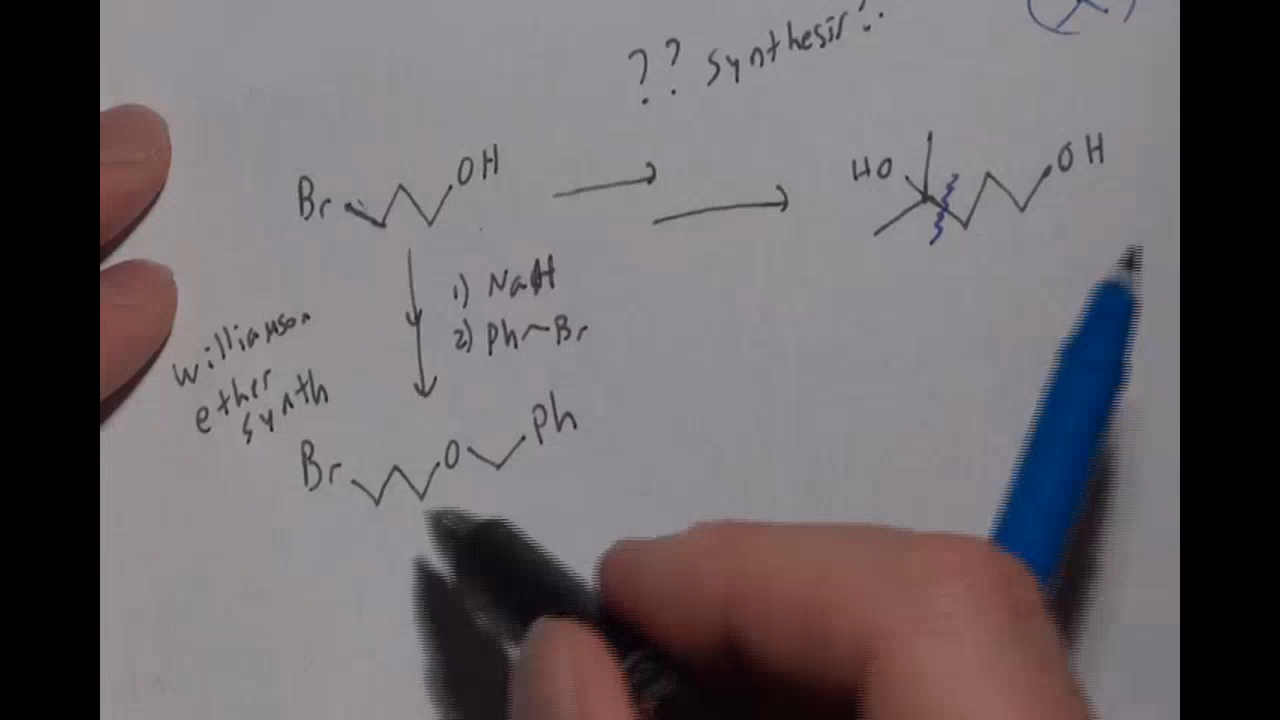 ?? synthesis?
Br OH
HO OH
1) NaH
2) Ph Br
williamson
ether
synth
Br O Ph